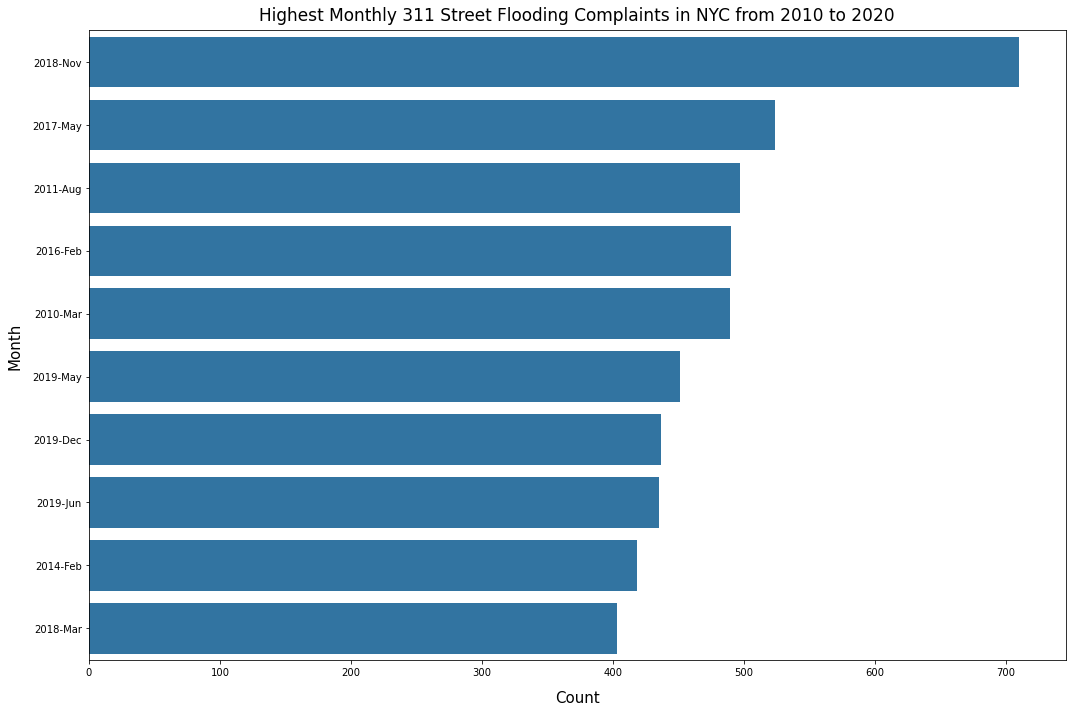 Highest Monthly 311 Street Flooding Complaints in NYC from 2010 to 2020
Month
2018-Nov
2017-May
2011-Aug
2016-Feb
2010-Mar
2019-May
2019-Dec
2019-Jun
2014-Feb
2018-Mar
0 100 200 300 400 500 600 700
Count